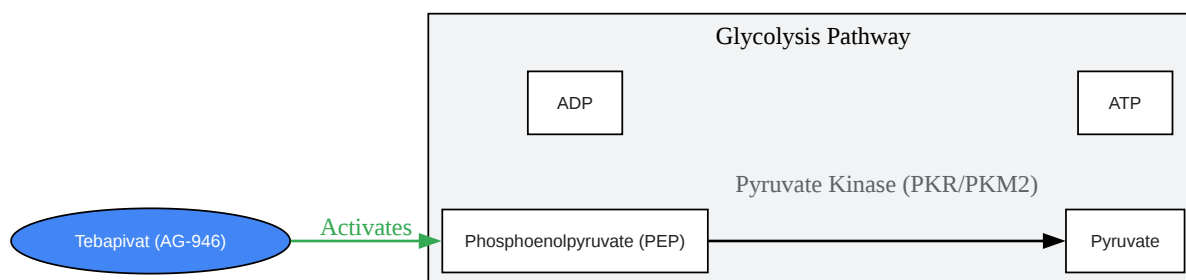 Glycolysis Pathway
ADP
ATP
Pyruvate Kinase (PKR/PKM2)
Activates
Tebapivat (AG-946)
Phosphoenolpyruvate (PEP)
Pyruvate